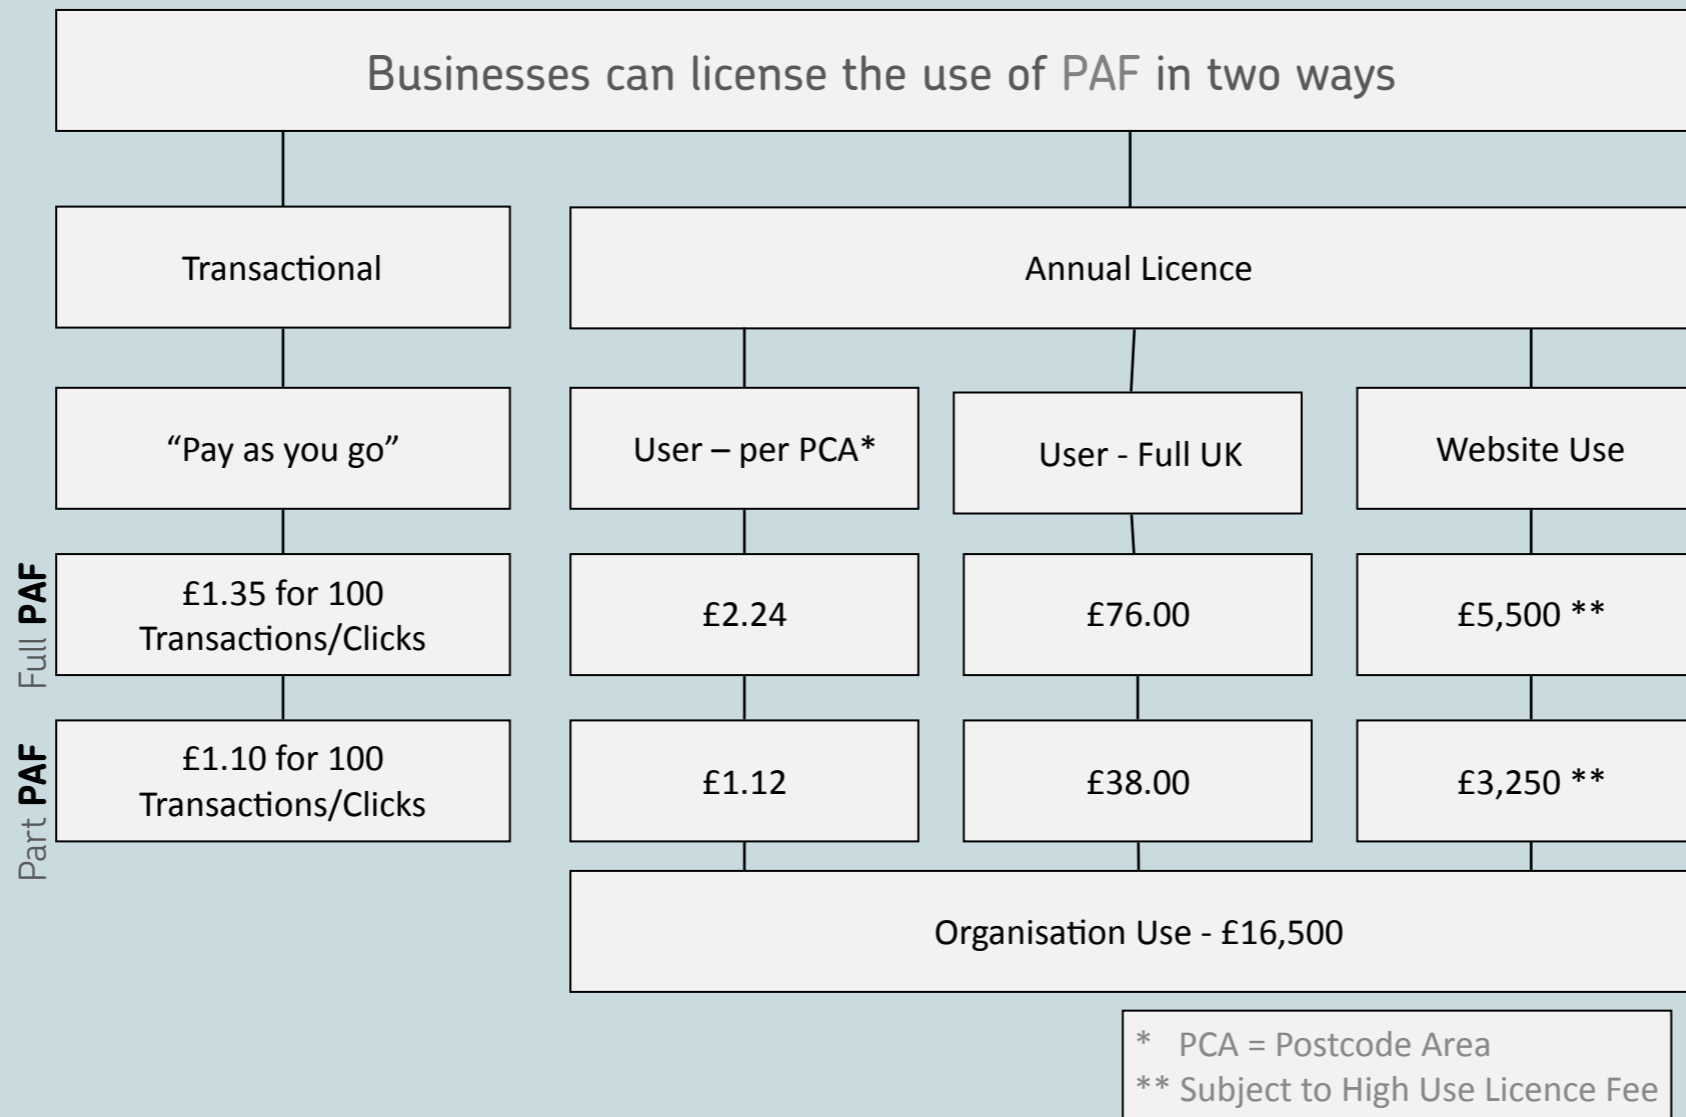 Businesses can license the use of PAF in two ways
Transactional
Annual Licence
“Pay as you go”
User – per PCA*
User - Full UK
Website Use
Full PAF
£1.35 for 100
Transactions/Clicks
£2.24
£76.00
£5,500 **
Part PAF
£1.10 for 100
Transactions/Clicks
£1.12
£38.00
£3,250 **
Organisation Use - £16,500
* PCA = Postcode Area
** Subject to High Use Licence Fee